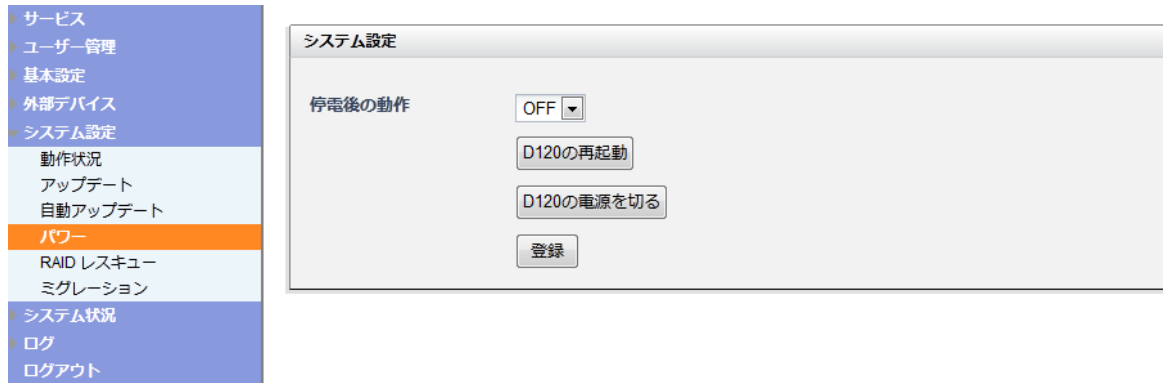 サービス
ユーザー管理
基本設定
外部デバイス
システム設定
動作状況
アップデート
自動アップデート
パワー
RAID レスキュー
ミグレーション
システム状況
ログ
ログアウト
システム設定
停電後の動作 OFF
D120の再起動
D120の電源を切る
登録